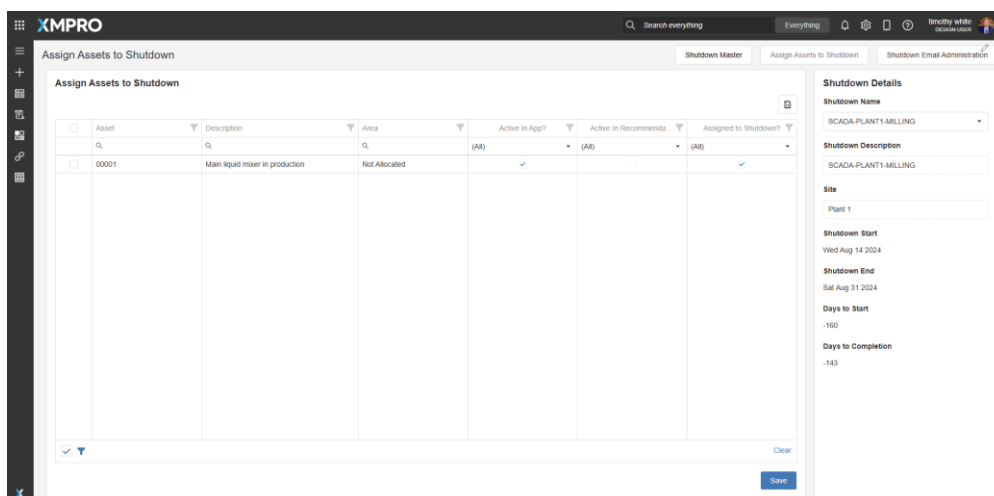 XMPRO
Search everything
Everything
timothy white
DESIGN USER
Assign Assets to Shutdown
Shutdown Master
Assign Assets to Shutdown
Shutdown Email Administration
Assign Assets to Shutdown
Asset
Description
Area
Active In App?
Active In Recommenda...
Assigned to Shutdown?
(All)
(All)
(All)
00001
Main liquid mixer in production
Not Allocated
Clear
Save
Shutdown Details
Shutdown Name
SCADA-PLANT1-MILLING
Shutdown Description
SCADA-PLANT1-MILLING
Site
Plant 1
Shutdown Start
Wed Aug 14 2024
Shutdown End
Sat Aug 31 2024
Days to Start
-160
Days to Completion
-143